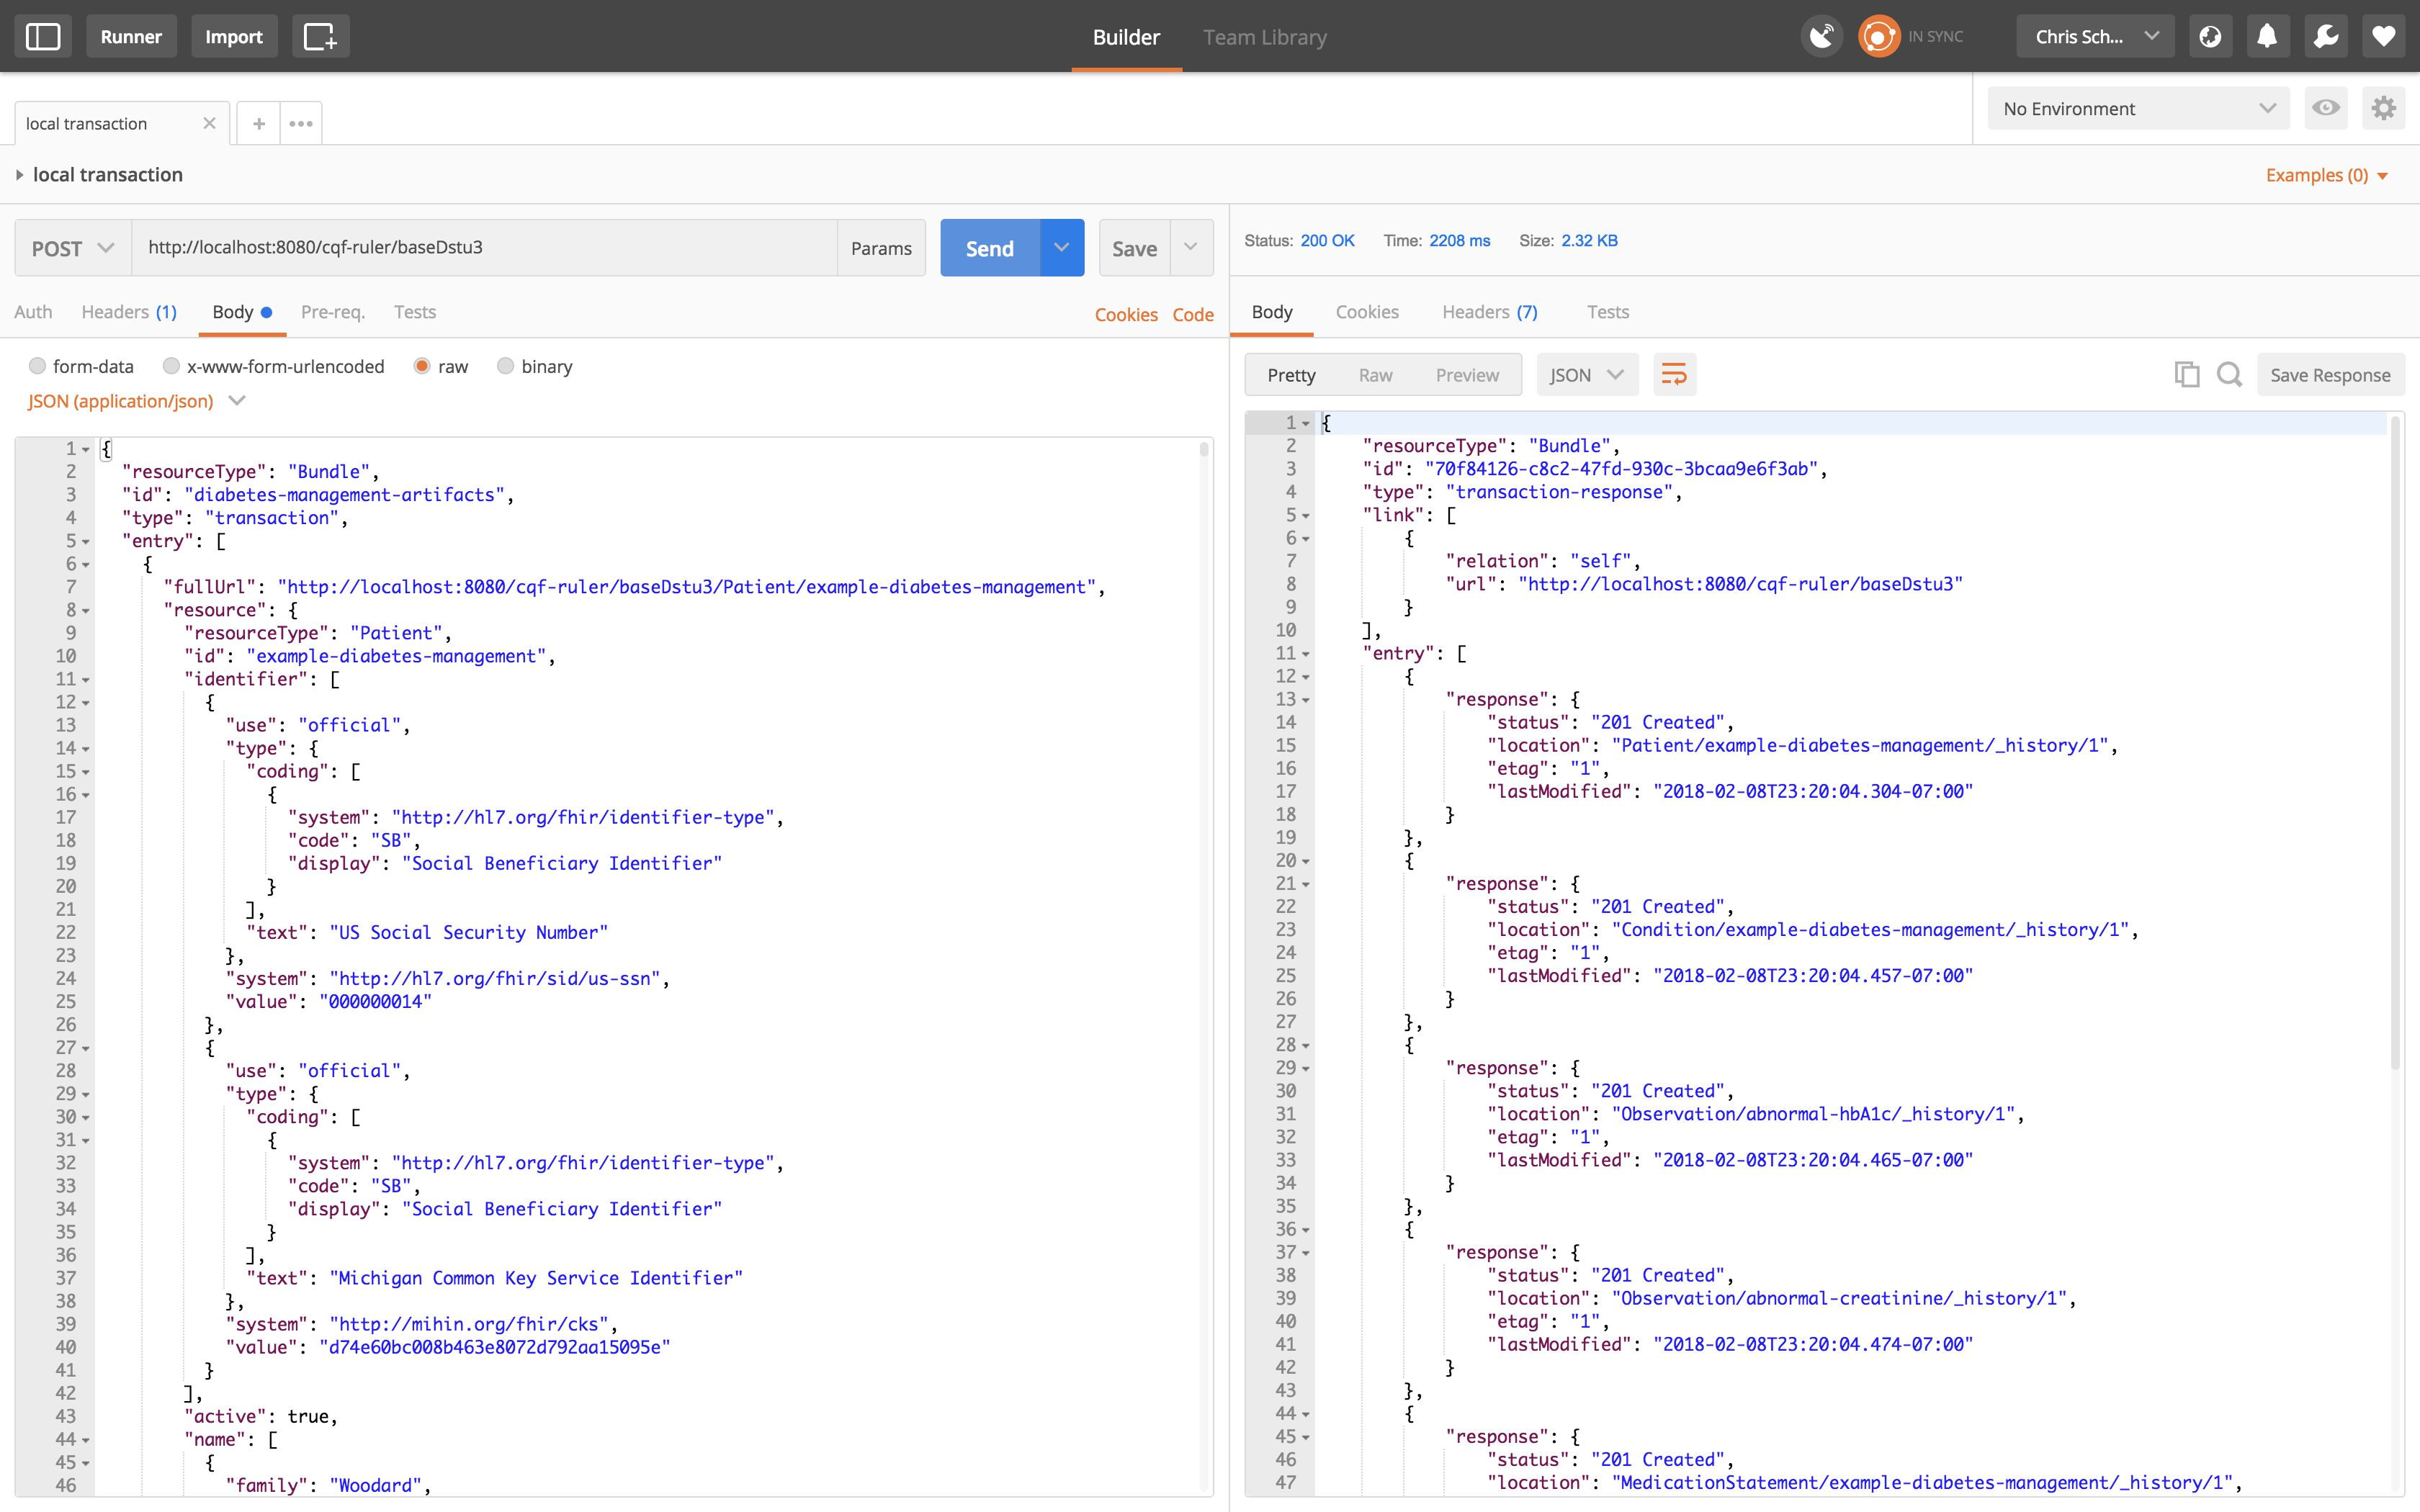 Runner Import Builder Team Library IN SYNC Chris Sch...
local transaction No Environment
local transaction Examples (0)
POST http://localhost:8080/cqf-ruler/baseDstu3 Params Send Save
Auth Headers (1) Body Pre-req. Tests Cookies Code
form-data x-www-form-urlencoded raw binary
JSON (application/json)
1 {
2 "resourceType": "Bundle",
3 "id": "diabetes-management-artifacts",
4 "type": "transaction",
5 "entry": [
6 {
7 "fullUrl": "http://localhost:8080/cqf-ruler/baseDstu3/Patient/example-diabetes-management",
8 "resource": {
9 "resourceType": "Patient",
10 "id": "example-diabetes-management",
11 "identifier": [
12 {
13 "use": "official",
14 "type": {
15 "coding": [
16 {
17 "system": "http://hl7.org/fhir/identifier-type",
18 "code": "SB",
19 "display": "Social Beneficiary Identifier"
20 }
21 ],
22 "text": "US Social Security Number"
23 },
24 "system": "http://hl7.org/fhir/sid/us-ssn",
25 "value": "000000014"
26 },
27 {
28 "use": "official",
29 "type": {
30 "coding": [
31 {
32 "system": "http://hl7.org/fhir/identifier-type",
33 "code": "SB",
34 "display": "Social Beneficiary Identifier"
35 }
36 ],
37 "text": "Michigan Common Key Service Identifier"
38 },
39 "system": "http://mihin.org/fhir/cks",
40 "value": "d74e60bc008b463e8072d792aa15095e"
41 }
42 ],
43 "active": true,
44 "name": [
45 {
46 "family": "Woodard",
Status: 200 OK Time: 2208 ms Size: 2.32 KB
Body Cookies Headers (7) Tests
Pretty Raw Preview JSON Save Response
1 {
2 "resourceType": "Bundle",
3 "id": "70f84126-c8c2-47fd-930c-3bcaa9e6f3ab",
4 "type": "transaction-response",
5 "link": [
6 {
7 "relation": "self",
8 "url": "http://localhost:8080/cqf-ruler/baseDstu3"
9 }
10 ],
11 "entry": [
12 {
13 "response": {
14 "status": "201 Created",
15 "location": "Patient/example-diabetes-management/_history/1",
16 "etag": "1",
17 "lastModified": "2018-02-08T23:20:04.304-07:00"
18 }
19 },
20 {
21 "response": {
22 "status": "201 Created",
23 "location": "Condition/example-diabetes-management/_history/1",
24 "etag": "1",
25 "lastModified": "2018-02-08T23:20:04.457-07:00"
26 }
27 },
28 {
29 "response": {
30 "status": "201 Created",
31 "location": "Observation/abnormal-hbA1c/_history/1",
32 "etag": "1",
33 "lastModified": "2018-02-08T23:20:04.465-07:00"
34 }
35 },
36 {
37 "response": {
38 "status": "201 Created",
39 "location": "Observation/abnormal-creatinine/_history/1",
40 "etag": "1",
41 "lastModified": "2018-02-08T23:20:04.474-07:00"
42 }
43 },
44 {
45 "response": {
46 "status": "201 Created",
47 "location": "MedicationStatement/example-diabetes-management/_history/1",